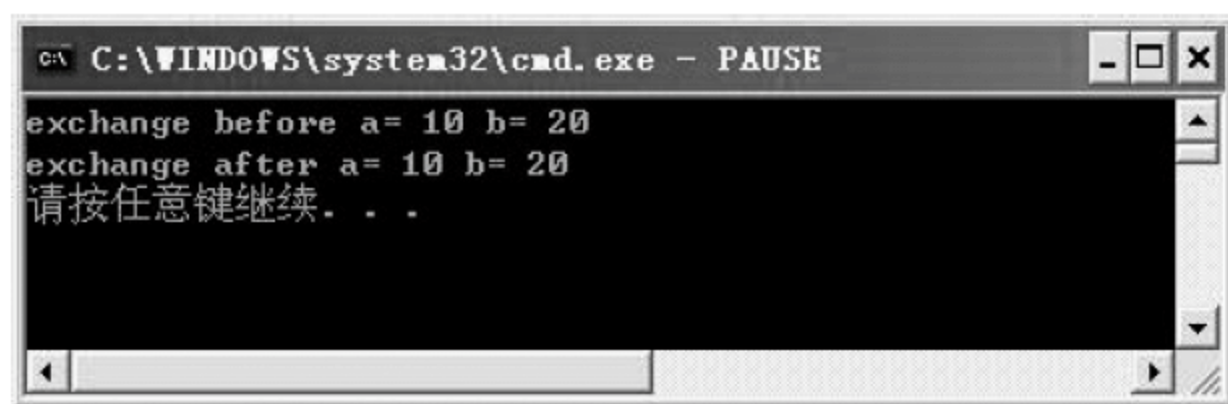 C:\WINDOWS\system32\cmd.exe - PAUSE
exchange before a= 10 b= 20
exchange after a= 10 b= 20
请按任意键继续. . .